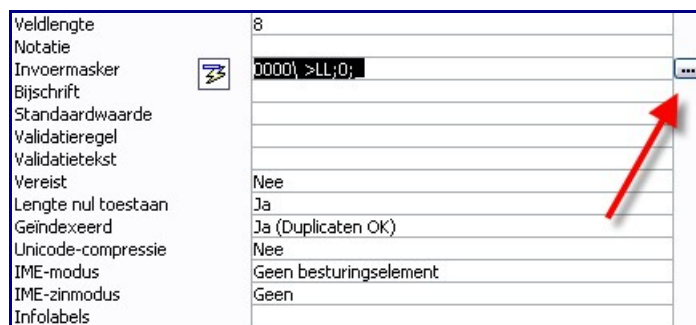 Veldlengte 8
Notatie
Invoermasker 0000\ >LL;0;_ ...
Bijschrift
Standaardwaarde
Validatieregel
Validatietekst
Vereist Nee
Lengte nul toestaan Ja
Geïndexeerd Ja (Duplicaten OK)
Unicode-compressie Nee
IME-modus Geen besturingselement
IME-zinmodus Geen
Infolabels